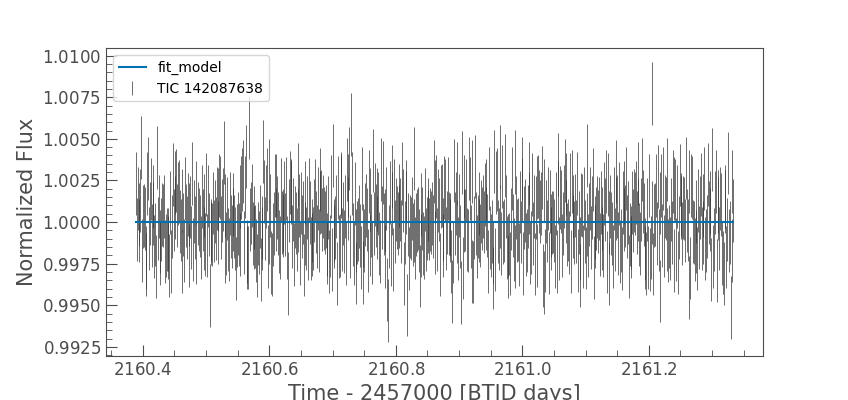 1.0100
1.0075
1.0050
1.0025
1.0000
0.9975
0.9950
0.9925
Normalized Flux
fit_model
TIC 142087638
2160.4 2160.6 2160.8 2161.0 2161.2
Time - 2457000 [BTJD days]